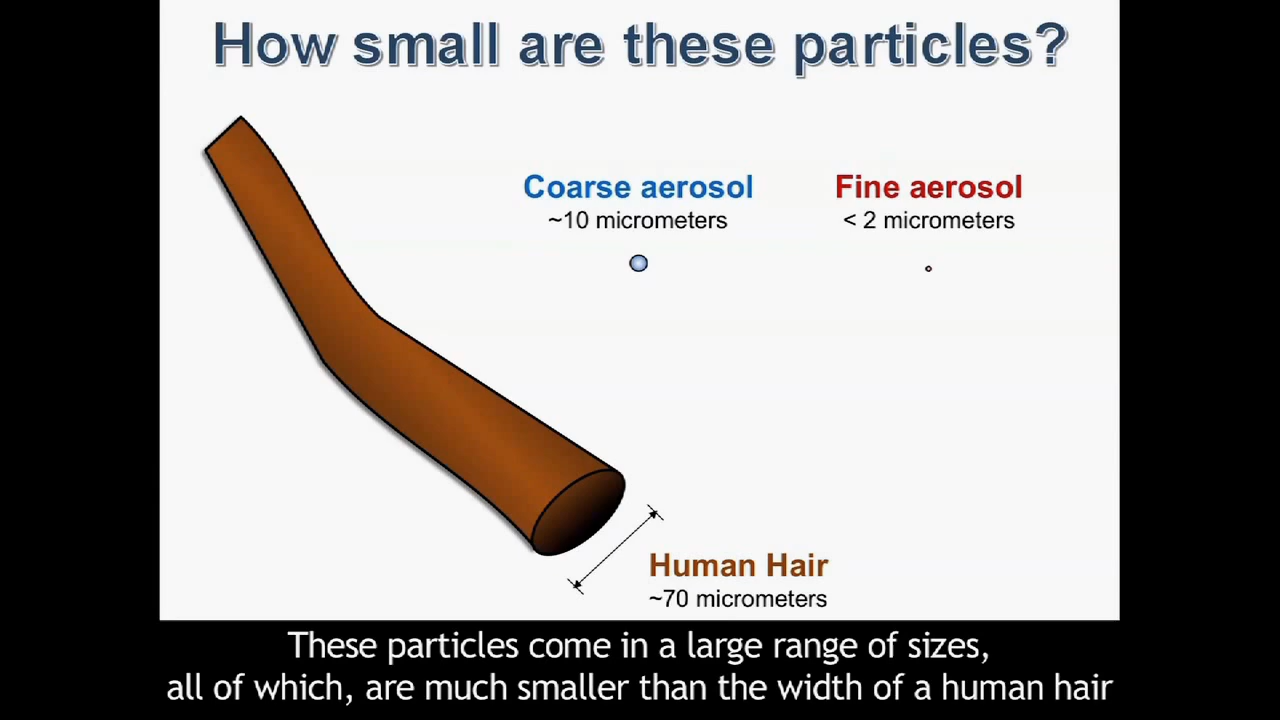 How small are these particles?
Coarse aerosol
~10 micrometers
Fine aerosol
< 2 micrometers
Human Hair
~70 micrometers
These particles come in a large range of sizes,
all of which, are much smaller than the width of a human hair